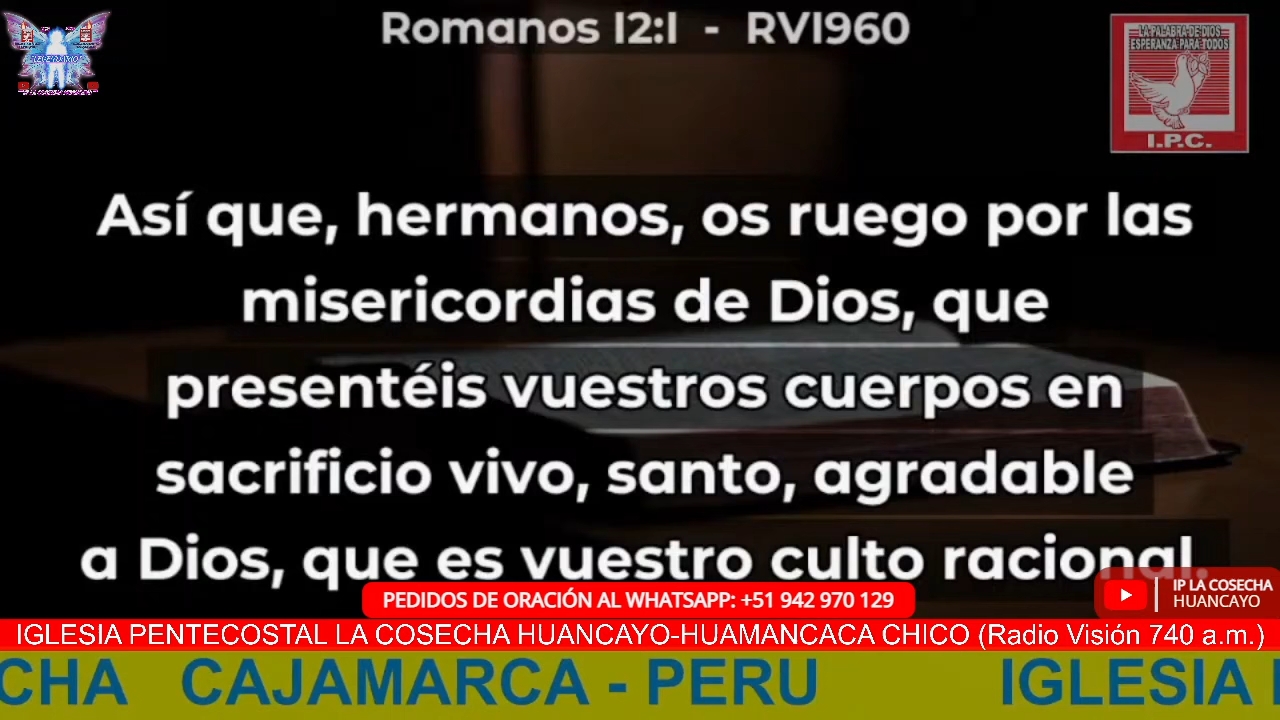 Romanos 12:1 - RV1960
LA PALABRA DE DIOS
ESPERANZA PARA TODOS
I.P.C.
Así que, hermanos, os ruego por las
misericordias de Dios, que
presentéis vuestros cuerpos en
sacrificio vivo, santo, agradable
a Dios, que es vuestro culto racional.
PEDIDOS DE ORACIÓN AL WHATSAPP: +51 942 970 129
IP LA COSECHA
HUANCAYO
IGLESIA PENTECOSTAL LA COSECHA HUANCAYO-HUAMANCACA CHICO (Radio Visión 740 a.m.)
CHA CAJAMARCA - PERU IGLESIA